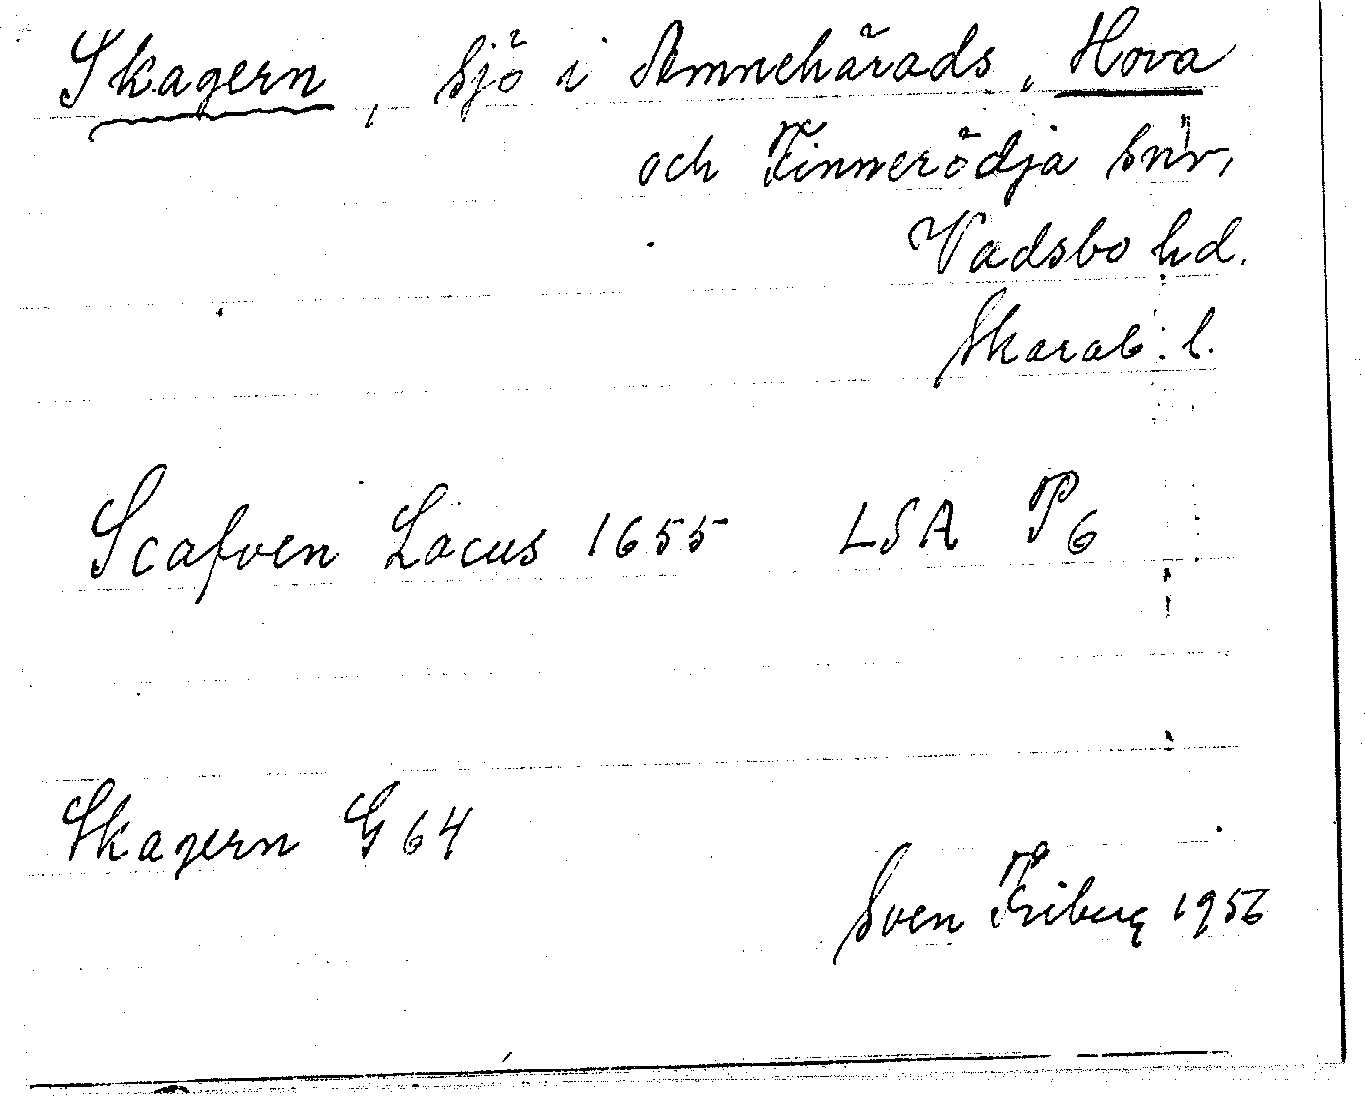 Skagern, sjö i Amnehärads, Hova
och Finnerödja snr,
Vadsbo hd.
Skarab. l.
Scafven Lacus 1655 LSA P6
Skagern G 64
Sven Friberg 1956